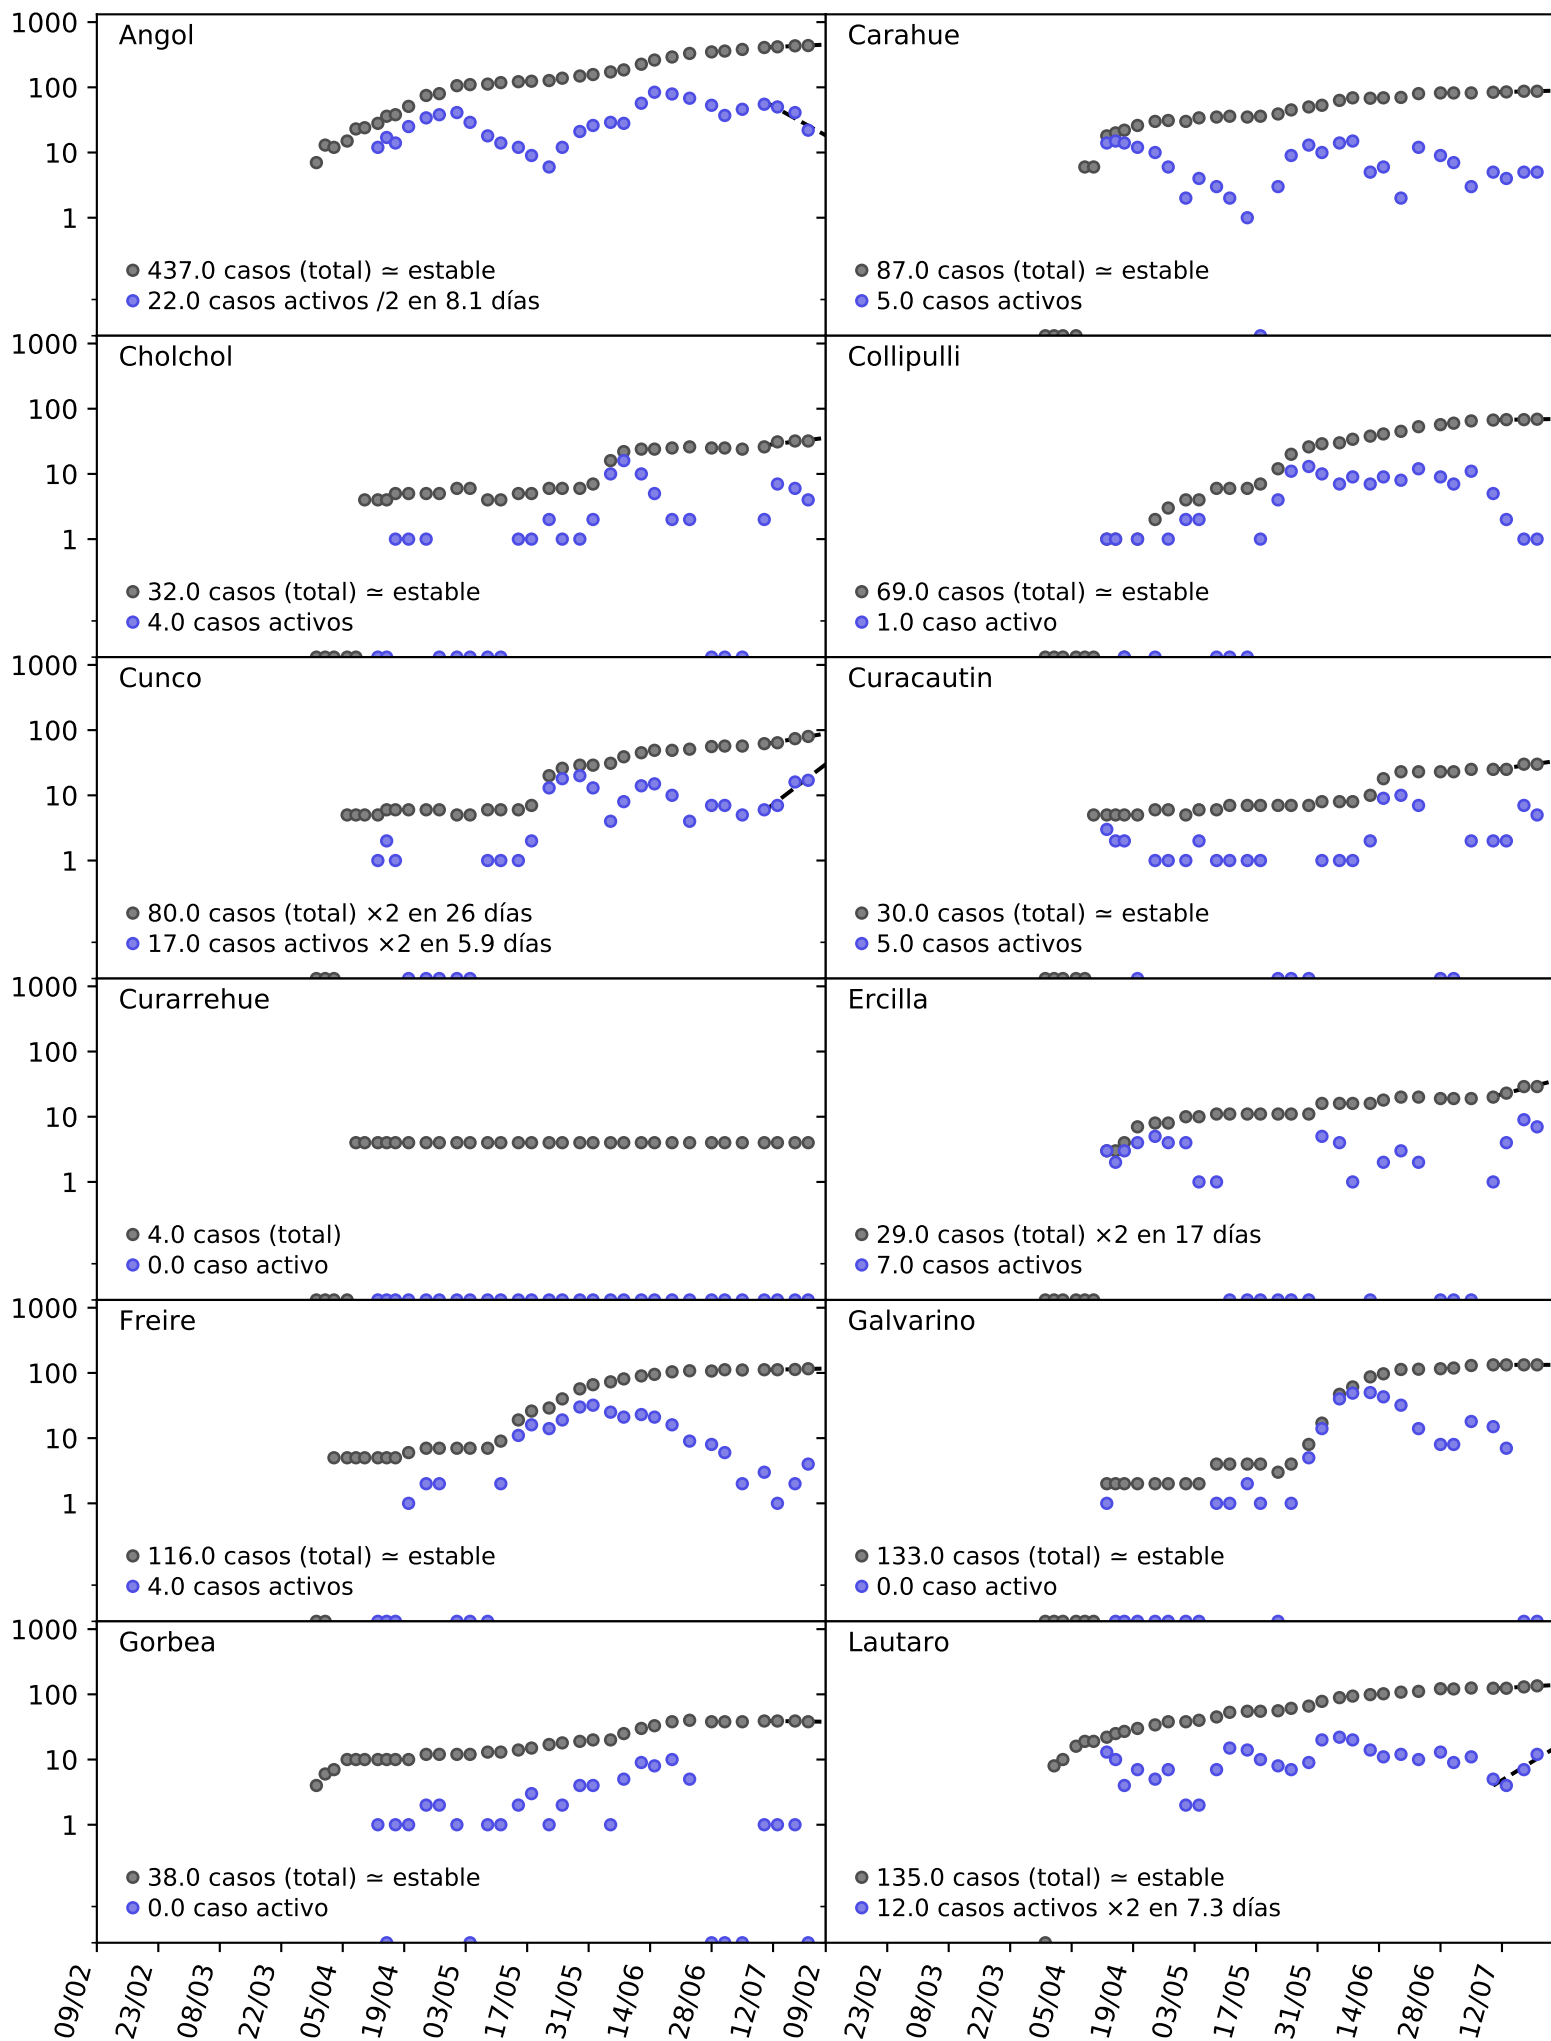 1000
100
10
1
Angol
437.0 casos (total) ≃ estable
22.0 casos activos /2 en 8.1 días
Carahue
87.0 casos (total) ≃ estable
5.0 casos activos
1000
100
10
1
Cholchol
32.0 casos (total) ≃ estable
4.0 casos activos
Collipulli
69.0 casos (total) ≃ estable
1.0 caso activo
1000
100
10
1
Cunco
80.0 casos (total) ×2 en 26 días
17.0 casos activos ×2 en 5.9 días
Curacautin
30.0 casos (total) ≃ estable
5.0 casos activos
1000
100
10
1
Curarrehue
4.0 casos (total)
0.0 caso activo
Ercilla
29.0 casos (total) ×2 en 17 días
7.0 casos activos
1000
100
10
1
Freire
116.0 casos (total) ≃ estable
4.0 casos activos
Galvarino
133.0 casos (total) ≃ estable
0.0 caso activo
1000
100
10
1
Gorbea
38.0 casos (total) ≃ estable
0.0 caso activo
Lautaro
135.0 casos (total) ≃ estable
12.0 casos activos ×2 en 7.3 días
09/02 23/02 08/03 22/03 05/04 19/04 03/05 17/05 31/05 14/06 28/06 12/07 09/02 23/02 08/03 22/03 05/04 19/04 03/05 17/05 31/05 14/06 28/06 12/07